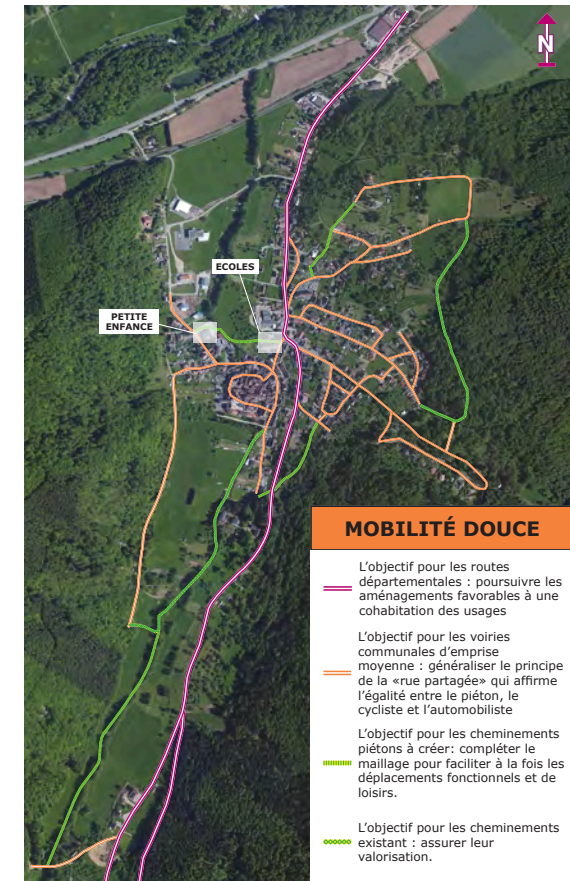 N
ECOLES
PETITE
ENFANCE
MOBILITÉ DOUCE
L'objectif pour les routes
départementales : poursuivre les
aménagements favorables à une
cohabitation des usages
L'objectif pour les voiries
communales d'emprise
moyenne : généraliser le principe
de la «rue partagée» qui affirme
l'égalité entre le piéton, le
cycliste et l'automobiliste
L'objectif pour les cheminements
piétons à créer: compléter le
maillage pour faciliter à la fois les
déplacements fonctionnels et de
loisirs.
L'objectif pour les cheminements
existant : assurer leur
valorisation.